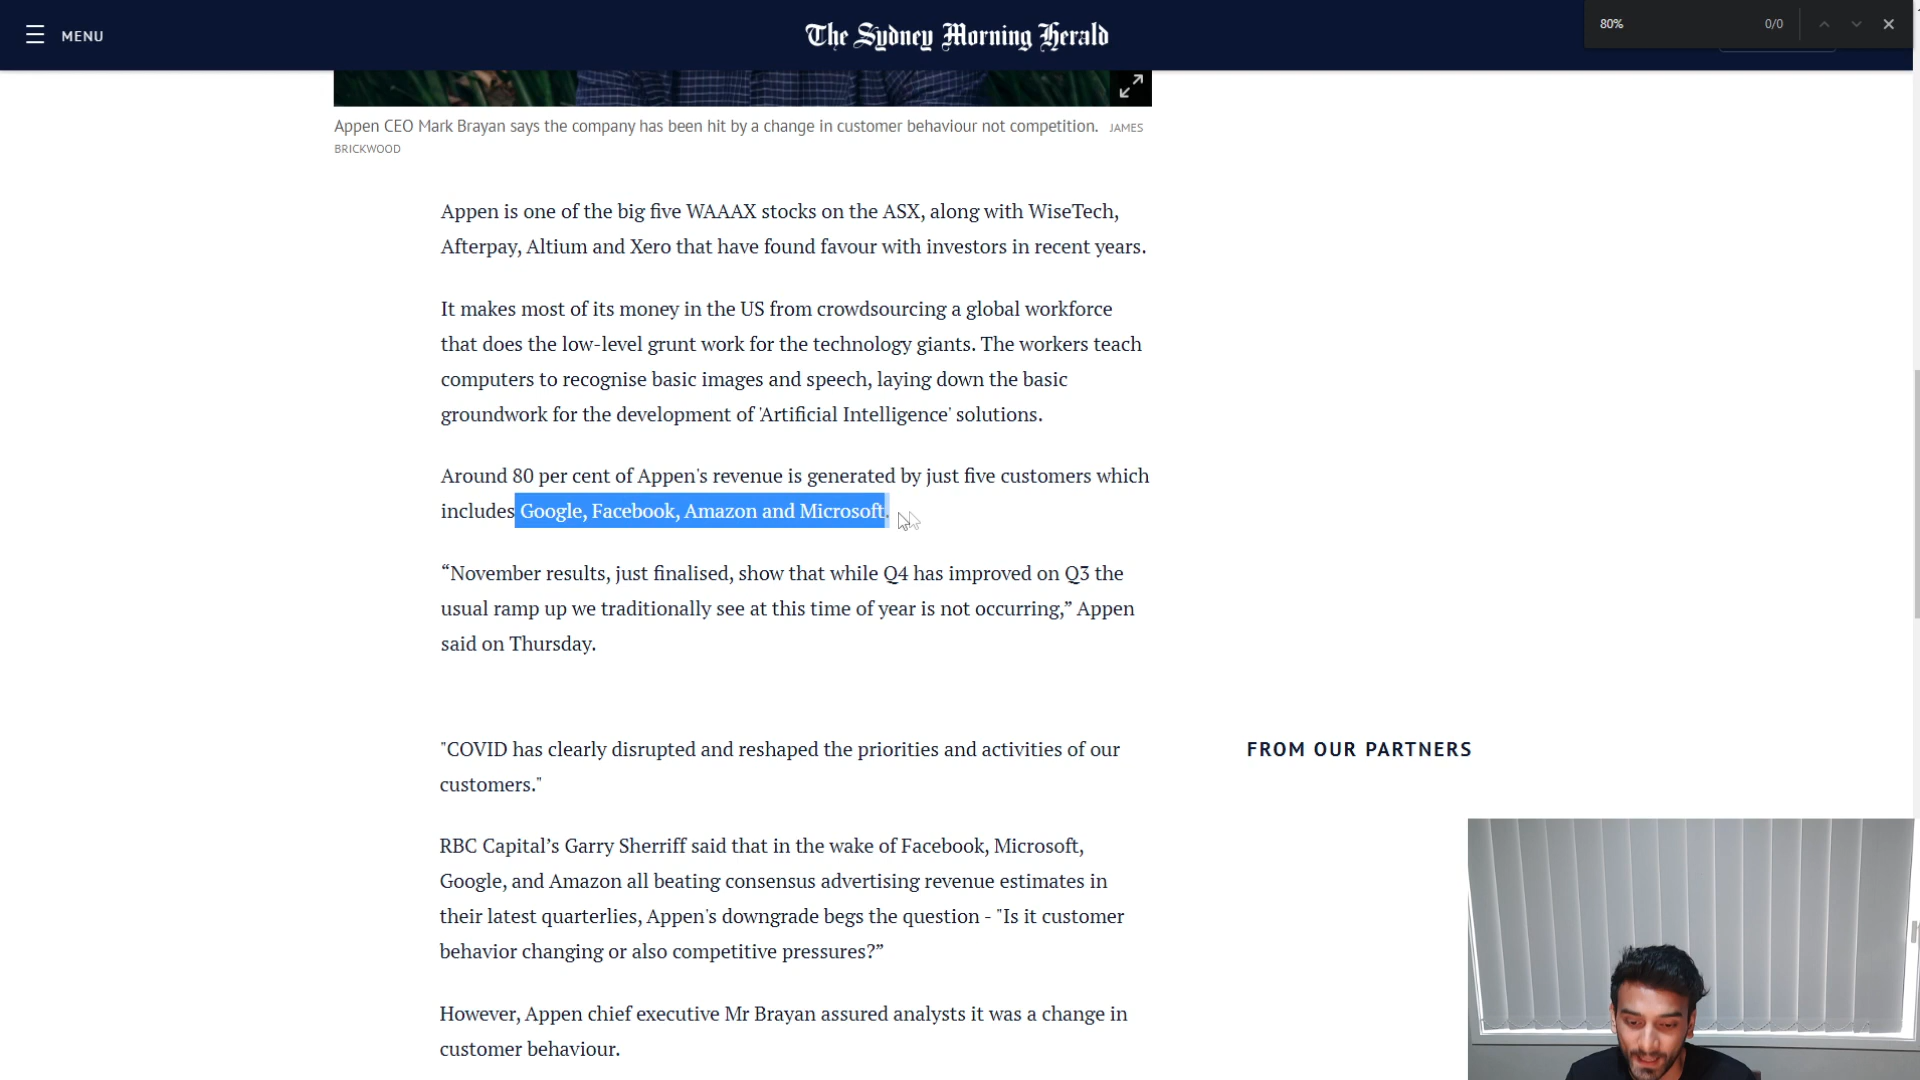 MENU
The Sydney Morning Herald
80%
0/0
Appen CEO Mark Brayan says the company has been hit by a change in customer behaviour not competition. JAMES
BRICKWOOD
Appen is one of the big five WAAAX stocks on the ASX, along with WiseTech,
Afterpay, Altium and Xero that have found favour with investors in recent years.
It makes most of its money in the US from crowdsourcing a global workforce
that does the low-level grunt work for the technology giants. The workers teach
computers to recognise basic images and speech, laying down the basic
groundwork for the development of 'Artificial Intelligence' solutions.
Around 80 per cent of Appen's revenue is generated by just five customers which
includes Google, Facebook, Amazon and Microsoft.
“November results, just finalised, show that while Q4 has improved on Q3 the
usual ramp up we traditionally see at this time of year is not occurring,” Appen
said on Thursday.
"COVID has clearly disrupted and reshaped the priorities and activities of our
customers."
FROM OUR PARTNERS
RBC Capital’s Garry Sherriff said that in the wake of Facebook, Microsoft,
Google, and Amazon all beating consensus advertising revenue estimates in
their latest quarterlies, Appen's downgrade begs the question - "Is it customer
behavior changing or also competitive pressures?”
However, Appen chief executive Mr Brayan assured analysts it was a change in
customer behaviour.